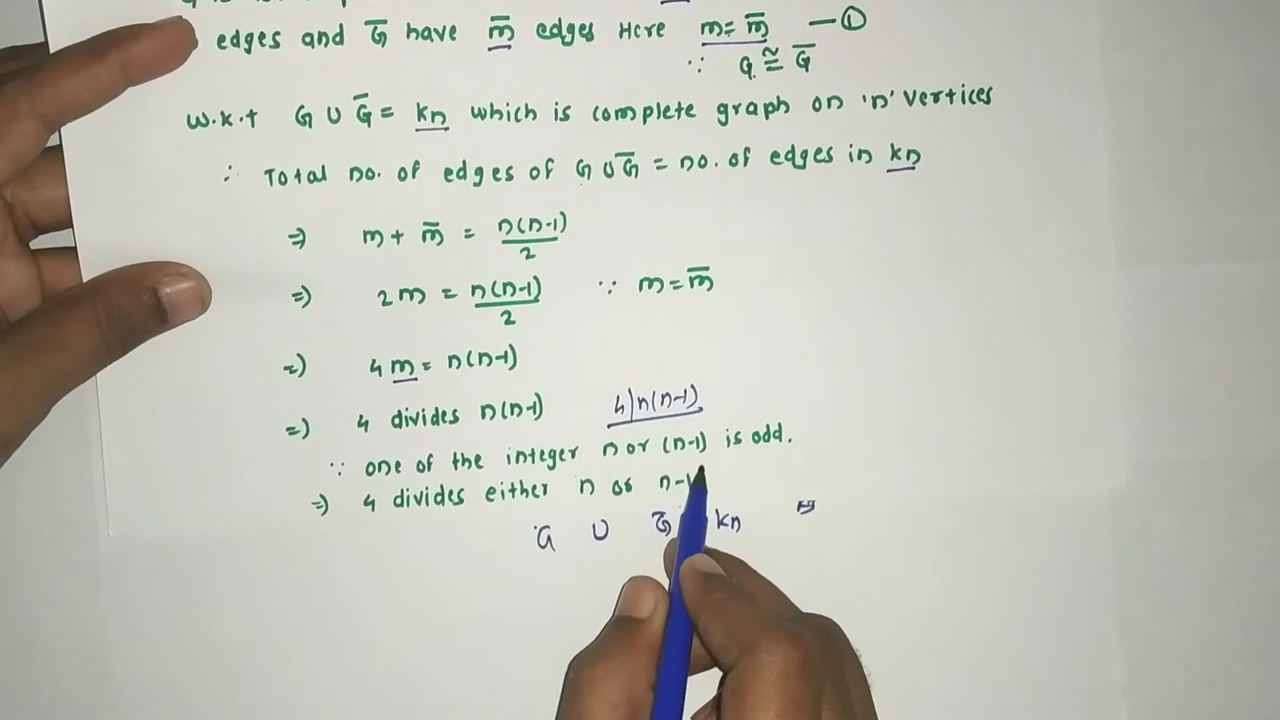 edges and G̅ have m̅ edges Here m = m̅ —①
∵ G ≅ G̅
W.k.t G ∪ G̅ = kn which is complete graph on 'n' vertices
∴ Total no. of edges of G ∪ G̅ = no. of edges in kn
⇒ m + m̅ = n(n-1)/2
⇒ 2m = n(n-1)/2 ∵ m = m̅
⇒ 4m = n(n-1)
⇒ 4 divides n(n-1) 4|n(n-1)
∵ one of the integer n or (n-1) is odd.
⇒ 4 divides either n or n-1
G ∪ G̅ kn